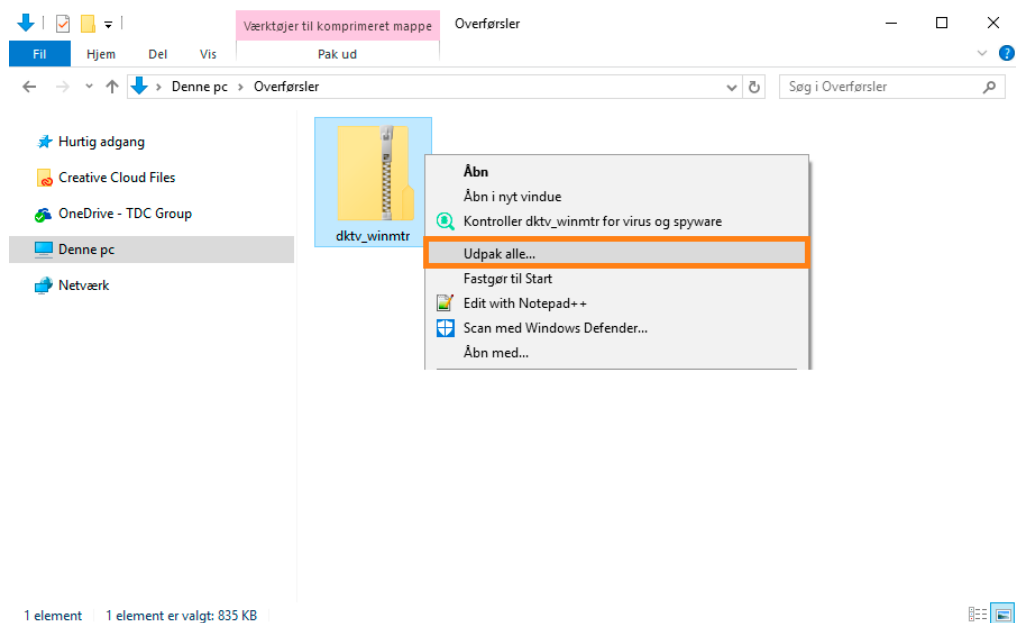 Værktøjer til komprimeret mappe
Overførsler
Fil
Hjem
Del
Vis
Pak ud
Denne pc
Overførsler
Søg i Overførsler
Hurtig adgang
Creative Cloud Files
OneDrive - TDC Group
Denne pc
Netværk
dktv_winmtr
Åbn
Åbn i nyt vindue
Kontroller dktv_winmtr for virus og spyware
Udpak alle...
Fastgør til Start
Edit with Notepad++
Scan med Windows Defender...
Åbn med...
1 element
1 element er valgt: 835 KB